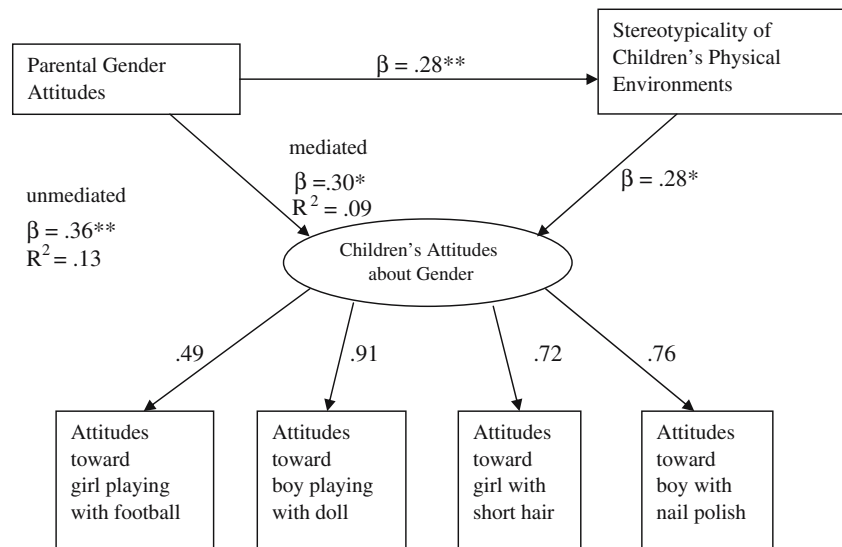 Parental Gender
Attitudes
β = .28**
Stereotypicality of
Children's Physical
Environments
unmediated
β = .36**
R² = .13
mediated
β =.30*
R² = .09
β = .28*
Children's Attitudes
about Gender
.49
.91
.72
.76
Attitudes
toward
girl playing
with football
Attitudes
toward
boy playing
with doll
Attitudes
toward
girl with
short hair
Attitudes
toward
boy with
nail polish